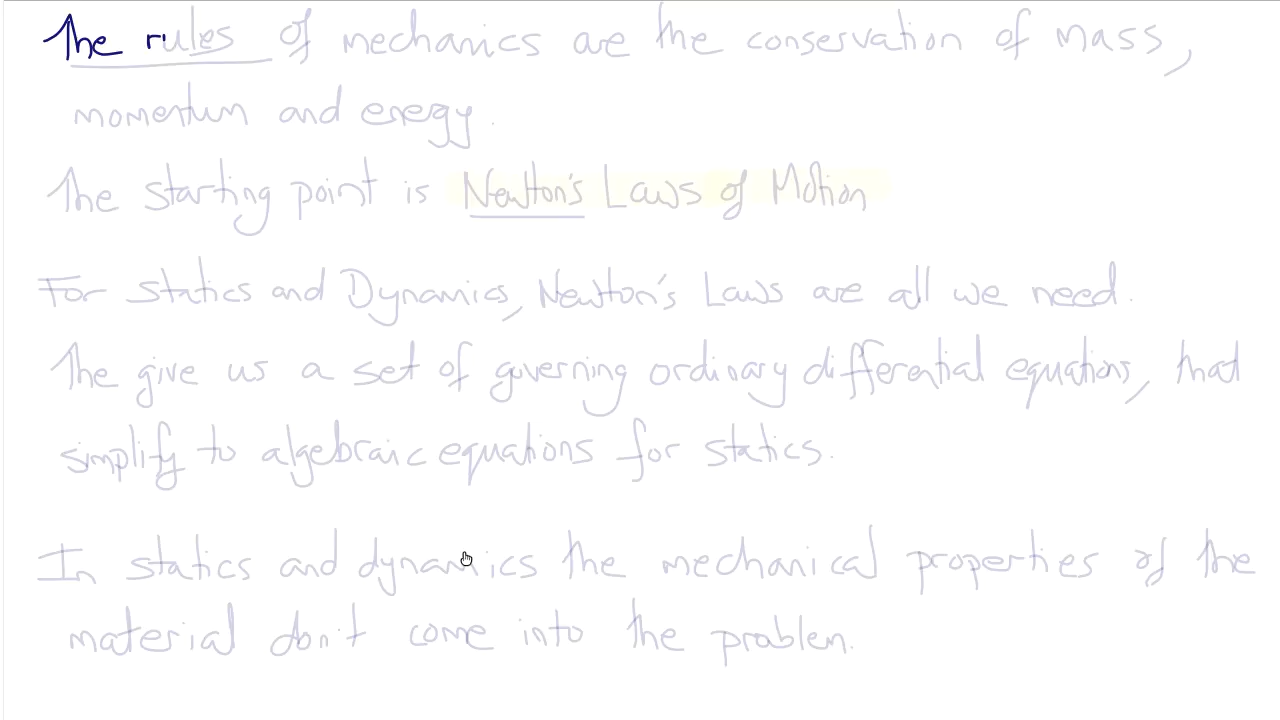 The rules of mechanics are the conservation of mass,
momentum and energy.
The starting point is Newton's Laws of Motion
For statics and Dynamics, Newton's Laws are all we need.
The give us a set of governing ordinary differential equations, that
simplify to algebraic equations for statics.
In statics and dynamics the mechanical properties of the
material don't come into the problem.